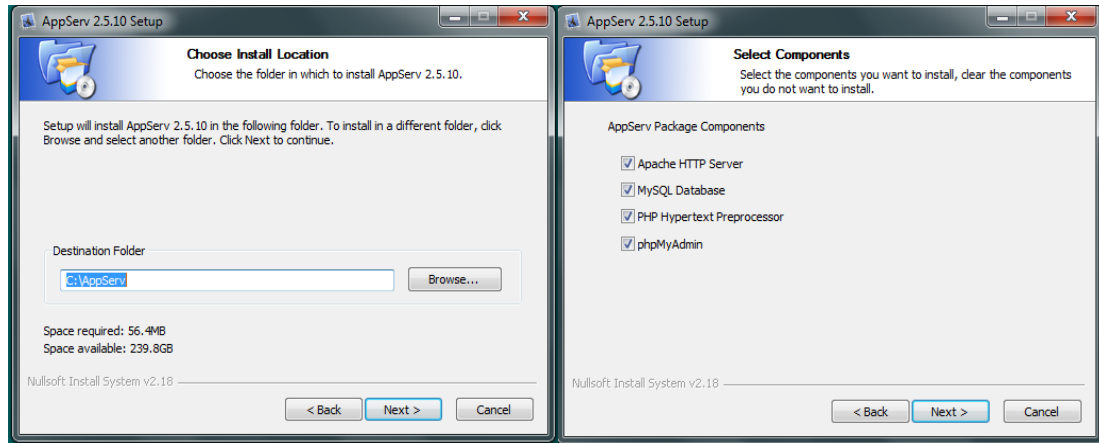 AppServ 2.5.10 Setup
Choose Install Location
Choose the folder in which to install AppServ 2.5.10.
Setup will install AppServ 2.5.10 in the following folder. To install in a different folder, click
Browse and select another folder. Click Next to continue.
Destination Folder
C:\AppServ
Browse...
Space required: 56.4MB
Space available: 239.8GB
Nullsoft Install System v2.18
< Back
Next >
Cancel
AppServ 2.5.10 Setup
Select Components
Select the components you want to install, clear the components
you do not want to install.
AppServ Package Components
Apache HTTP Server
MySQL Database
PHP Hypertext Preprocessor
phpMyAdmin
Nullsoft Install System v2.18
< Back
Next >
Cancel